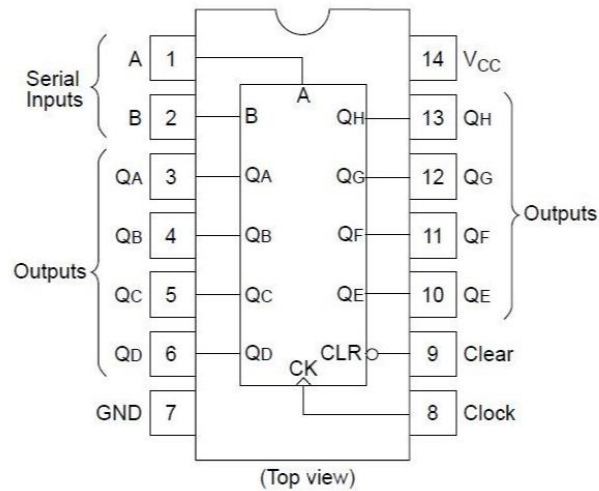 A 1 14 VCC
Serial
Inputs
A
B 2 B QH 13 QH
QA 3 QA QG 12 QG
QB 4 QB QF 11 QF
Outputs Outputs
QC 5 QC QE 10 QE
QD 6 QD CLR 9 Clear
CK
GND 7 8 Clock
(Top view)